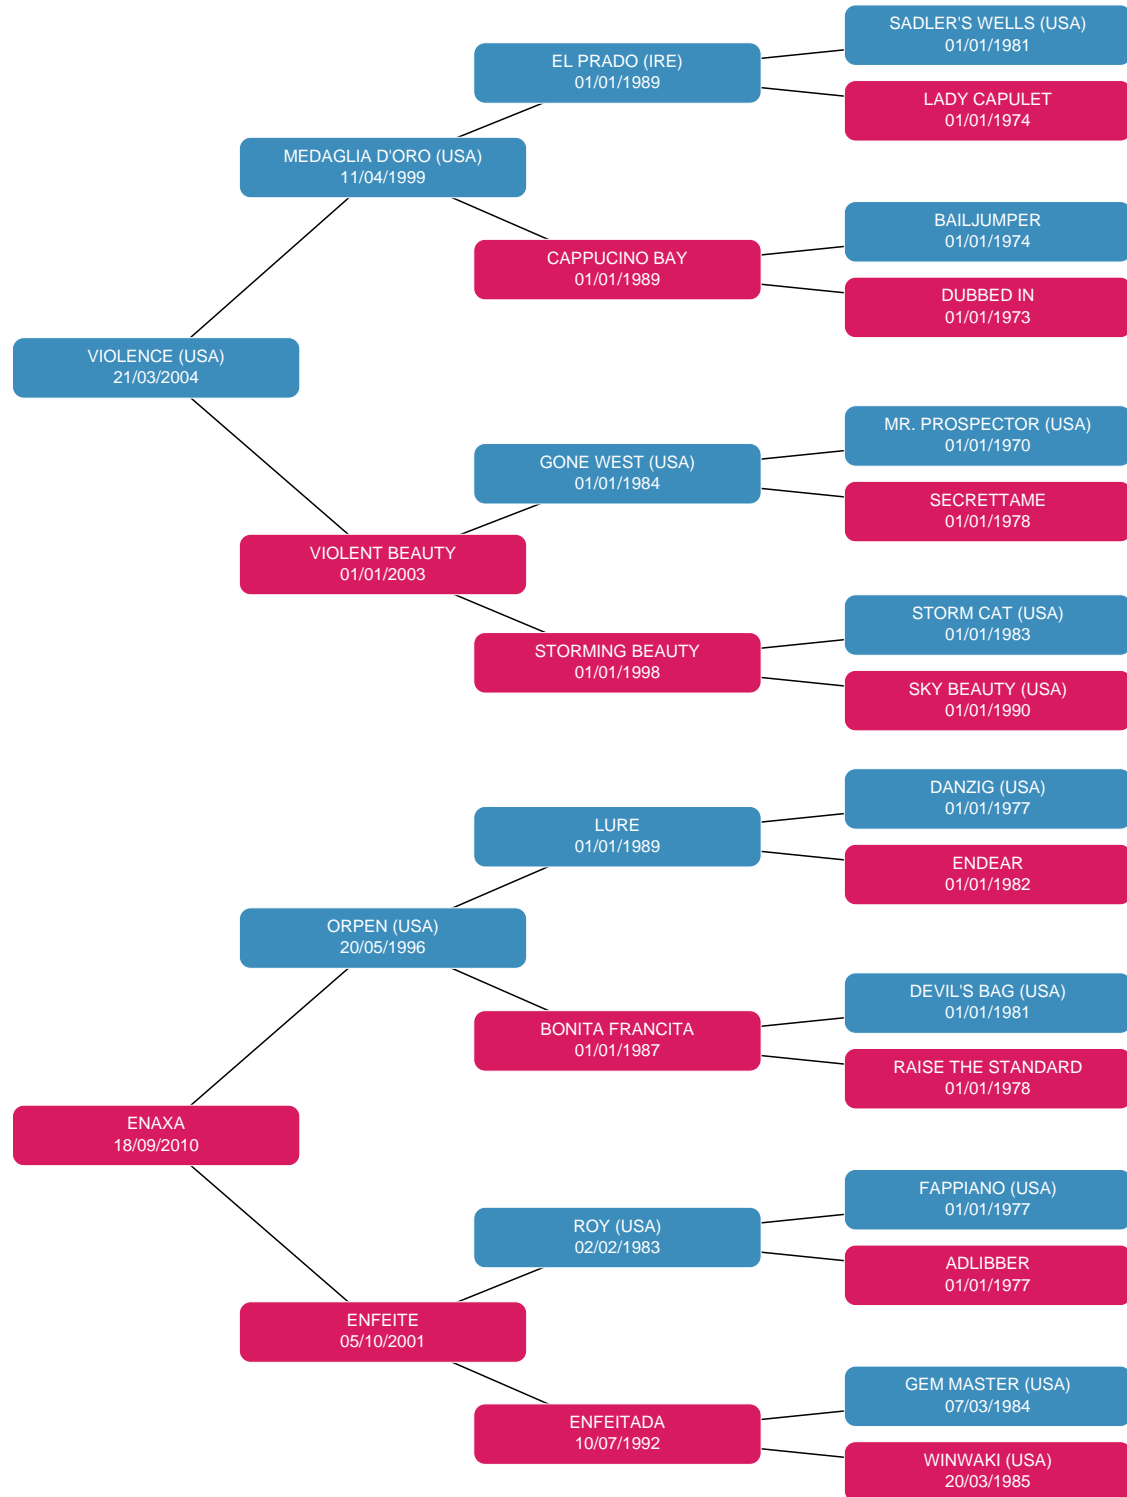 SADLER'S WELLS (USA)
01/01/1981
EL PRADO (IRE)
01/01/1989
LADY CAPULET
01/01/1974
MEDAGLIA D'ORO (USA)
11/04/1999
BAILJUMPER
01/01/1974
CAPPUCINO BAY
01/01/1989
DUBBED IN
01/01/1973
VIOLENCE (USA)
21/03/2004
MR. PROSPECTOR (USA)
01/01/1970
GONE WEST (USA)
01/01/1984
SECRETTAME
01/01/1978
VIOLENT BEAUTY
01/01/2003
STORM CAT (USA)
01/01/1983
STORMING BEAUTY
01/01/1998
SKY BEAUTY (USA)
01/01/1990
DANZIG (USA)
01/01/1977
LURE
01/01/1989
ENDEAR
01/01/1982
ORPEN (USA)
20/05/1996
DEVIL'S BAG (USA)
01/01/1981
BONITA FRANCITA
01/01/1987
RAISE THE STANDARD
01/01/1978
ENAXA
18/09/2010
FAPPIANO (USA)
01/01/1977
ROY (USA)
02/02/1983
ADLIBBER
01/01/1977
ENFEITE
05/10/2001
GEM MASTER (USA)
07/03/1984
ENFEITADA
10/07/1992
WINWAKI (USA)
20/03/1985